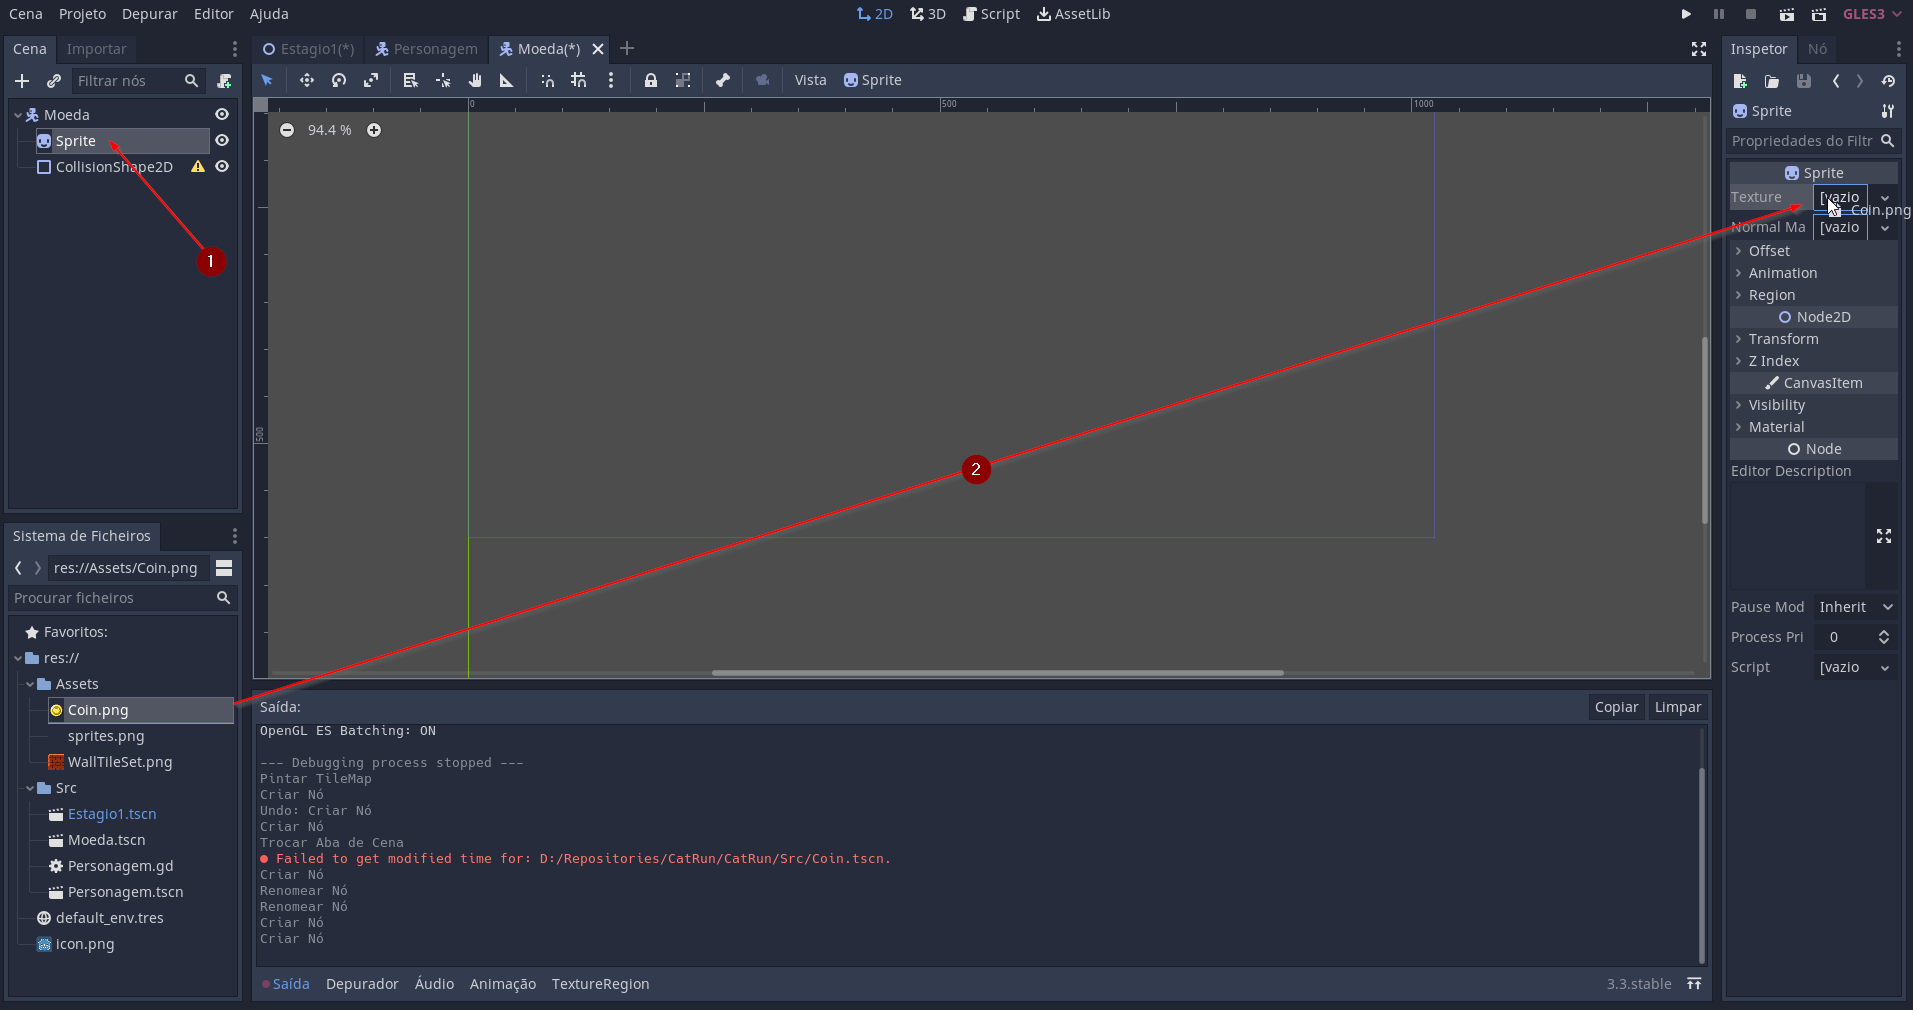 Cena Projeto Depurar Editor Ajuda
2D 3D Script AssetLib
GLES3
Cena Importar
Estagio1(*) Personagem Moeda(*)
Inspetor Nó
Filtrar nós
Vista Sprite
Moeda
Sprite
CollisionShape2D
1
0 500 1000
94.4 %
500
2
Sprite
Propriedades do Filtr
Sprite
Texture [vazio
Coin.png
Normal Ma [vazio
Offset
Animation
Region
Node2D
Transform
Z Index
CanvasItem
Visibility
Material
Node
Editor Description
Pause Mod Inherit
Process Pri 0
Script [vazio
Sistema de Ficheiros
res://Assets/Coin.png
Procurar ficheiros
Favoritos:
res://
Assets
Coin.png
sprites.png
WallTileSet.png
Src
Estagio1.tscn
Moeda.tscn
Personagem.gd
Personagem.tscn
default_env.tres
icon.png
Saída: Copiar Limpar
OpenGL ES Batching: ON
--- Debugging process stopped ---
Pintar TileMap
Criar Nó
Undo: Criar Nó
Criar Nó
Trocar Aba de Cena
Failed to get modified time for: D:/Repositories/CatRun/CatRun/Src/Coin.tscn.
Criar Nó
Renomear Nó
Renomear Nó
Criar Nó
Criar Nó
Saída Depurador Áudio Animação TextureRegion 3.3.stable